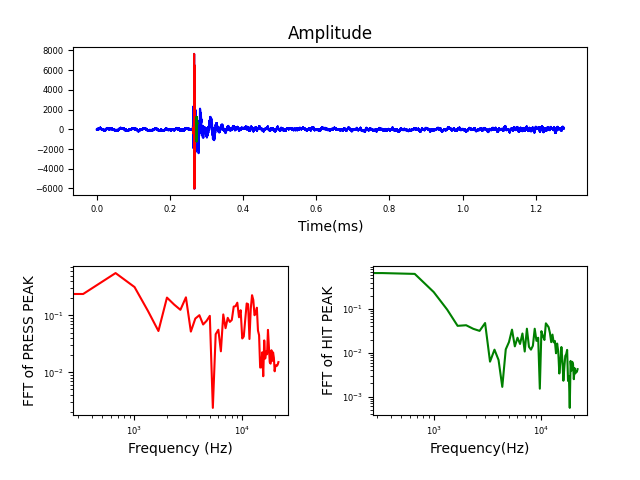 Amplitude
8000
6000
4000
2000
0
−2000
−4000
−6000
0.0 0.2 0.4 0.6 0.8 1.0 1.2
Time(ms)
FFT of PRESS PEAK
10⁻¹
10⁻²
10³ 10⁴
Frequency (Hz)
FFT of HIT PEAK
10⁻¹
10⁻²
10⁻³
10³ 10⁴
Frequency(Hz)